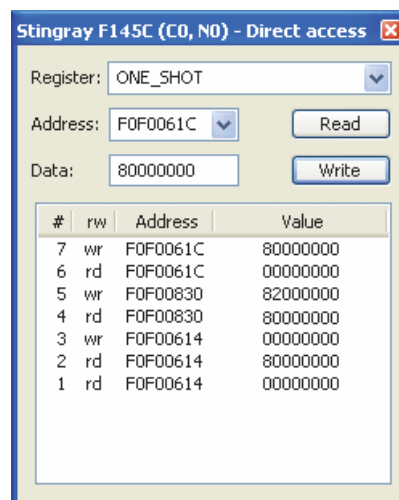 Stingray F145C (C0, N0) - Direct access
Register: ONE_SHOT
Address: F0F0061C Read
Data: 80000000 Write
# rw Address Value
7 wr F0F0061C 80000000
6 rd F0F0061C 00000000
5 wr F0F00830 82000000
4 rd F0F00830 80000000
3 wr F0F00614 00000000
2 rd F0F00614 80000000
1 rd F0F00614 00000000